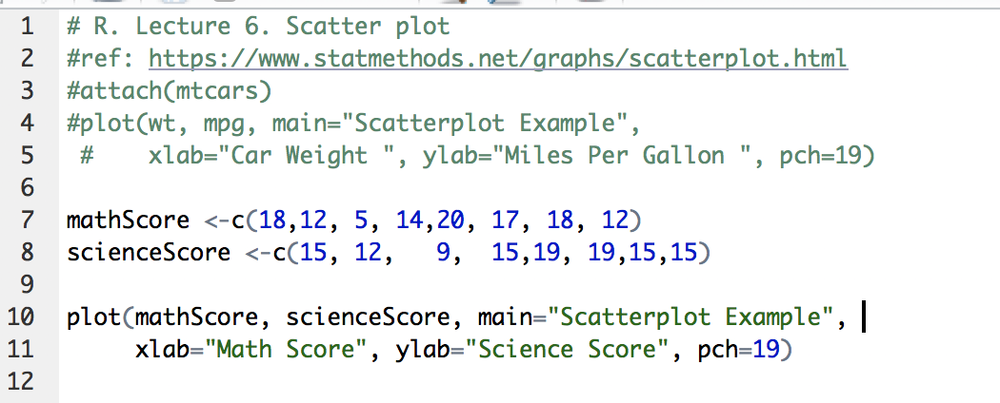 1 # R. Lecture 6. Scatter plot
2 #ref: https://www.statmethods.net/graphs/scatterplot.html
3 #attach(mtcars)
4 #plot(wt, mpg, main="Scatterplot Example",
5  #    xlab="Car Weight ", ylab="Miles Per Gallon ", pch=19)
6
7 mathScore <-c(18,12, 5, 14,20, 17, 18, 12)
8 scienceScore <-c(15, 12,   9,  15,19, 19,15,15)
9
10 plot(mathScore, scienceScore, main="Scatterplot Example",
11      xlab="Math Score", ylab="Science Score", pch=19)
12